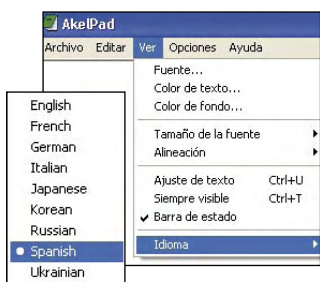 AkelPad
Archivo Editar Ver Opciones Ayuda
Fuente...
Color de texto...
Color de fondo...
Tamaño de la fuente
Alineación
Ajuste de texto Ctrl+U
Siempre visible Ctrl+T
Barra de estado
Idioma
English
French
German
Italian
Japanese
Korean
Russian
Spanish
Ukrainian